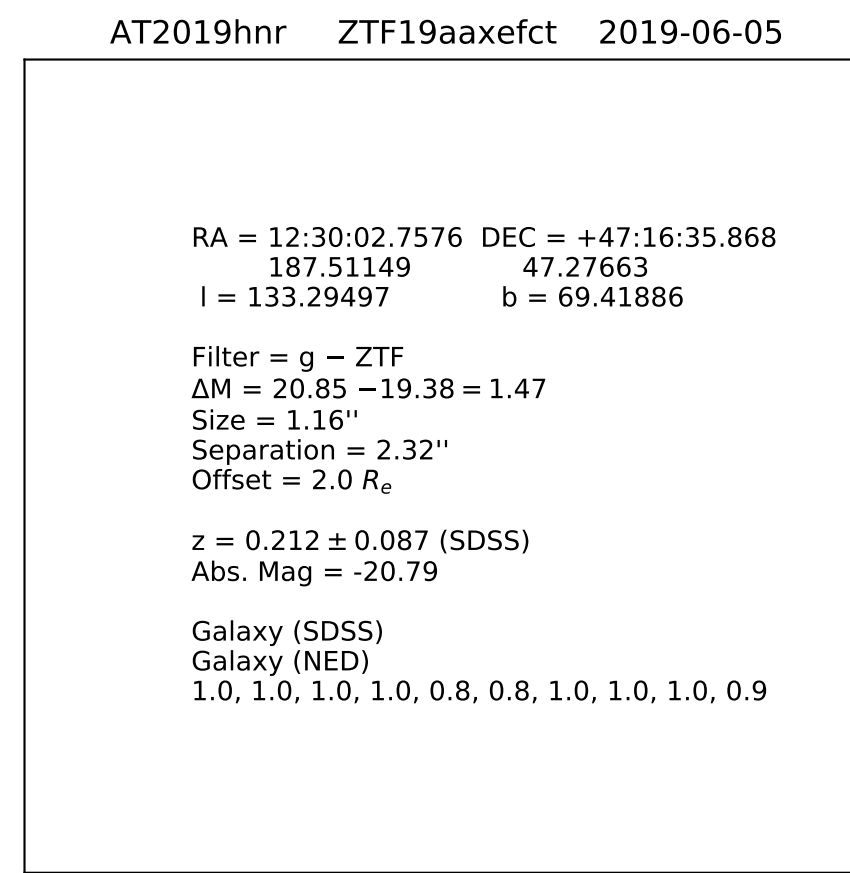 AT2019hnr ZTF19aaxefct 2019-06-05
RA = 12:30:02.7576 DEC = +47:16:35.868
187.51149 47.27663
l = 133.29497 b = 69.41886
Filter = g − ZTF
ΔM = 20.85 −19.38 = 1.47
Size = 1.16''
Separation = 2.32''
Offset = 2.0 Rₑ
z = 0.212 ± 0.087 (SDSS)
Abs. Mag = -20.79
Galaxy (SDSS)
Galaxy (NED)
1.0, 1.0, 1.0, 1.0, 0.8, 0.8, 1.0, 1.0, 1.0, 0.9